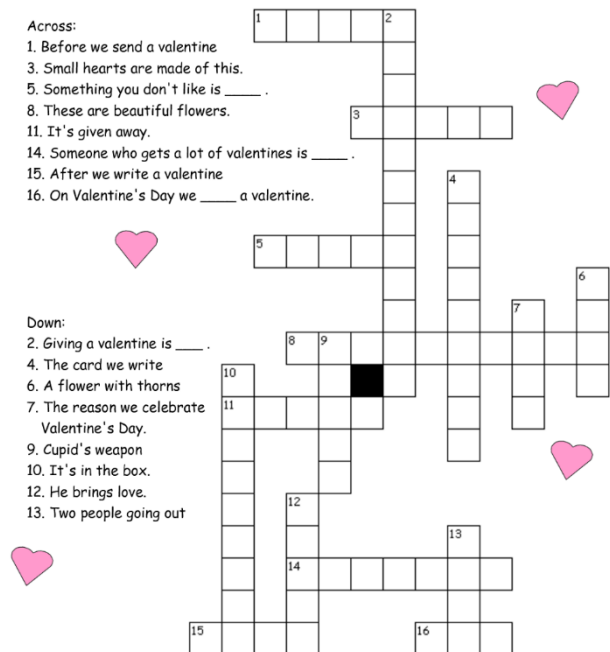 Across:
1. Before we send a valentine
3. Small hearts are made of this.
5. Something you don't like is ____ .
8. These are beautiful flowers.
11. It's given away.
14. Someone who gets a lot of valentines is ____ .
15. After we write a valentine
16. On Valentine's Day we ____ a valentine.
Down:
2. Giving a valentine is ___ .
4. The card we write
6. A flower with thorns
7. The reason we celebrate
Valentine's Day.
9. Cupid's weapon
10. It's in the box.
12. He brings love.
13. Two people going out
1 2
3
4
5
6
7
8 9
10
11
12
13
14
15 16